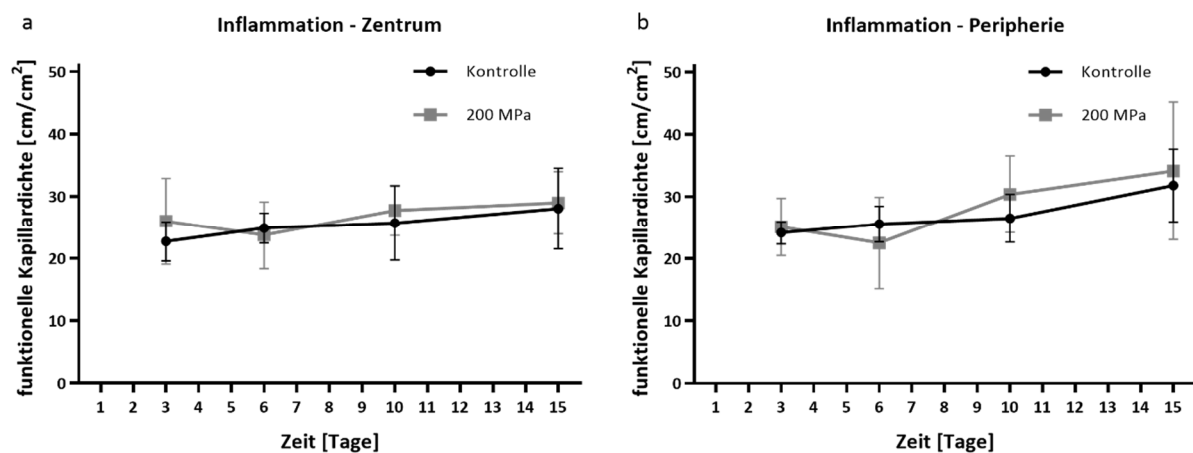 a
Inflammation - Zentrum
funktionelle Kapillardichte [cm/cm²]
50
40
30
20
10
0
Kontrolle
200 MPa
1 2 3 4 5 6 7 8 9 10 11 12 13 14 15
Zeit [Tage]
b
Inflammation - Peripherie
funktionelle Kapillardichte [cm/cm²]
50
40
30
20
10
0
Kontrolle
200 MPa
1 2 3 4 5 6 7 8 9 10 11 12 13 14 15
Zeit [Tage]